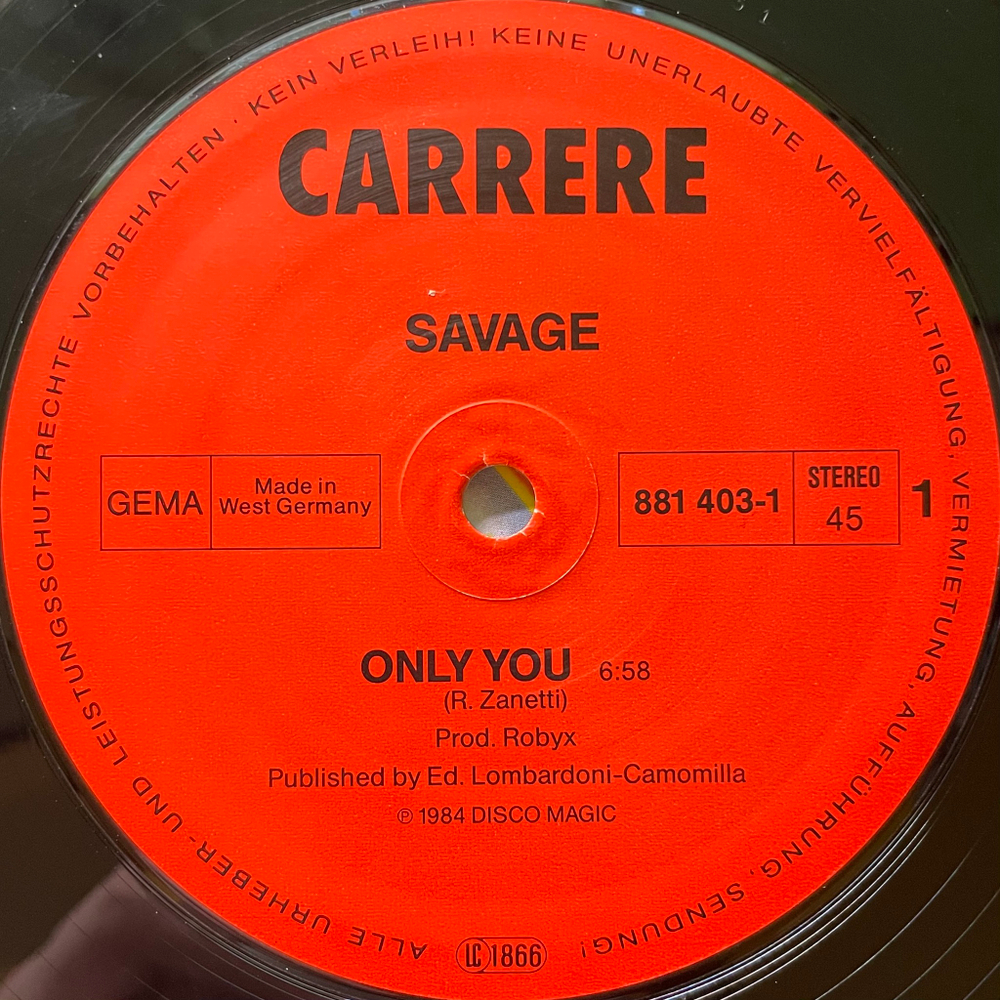 ALLE URHEBER- UND LEISTUNGSSCHUTZRECHTE VORBEHALTEN · KEIN VERLEIH! KEINE UNERLAUBTE VERVIELFÄLTIGUNG, VERMIETUNG, AUFFÜHRUNG, SENDUNG!
CARRERE
SAVAGE
GEMA
Made in
West Germany
881 403-1
STEREO
45
1
ONLY YOU 6:58
(R. Zanetti)
Prod. Robyx
Published by Ed. Lombardoni-Camomilla
℗ 1984 DISCO MAGIC
LC 1866